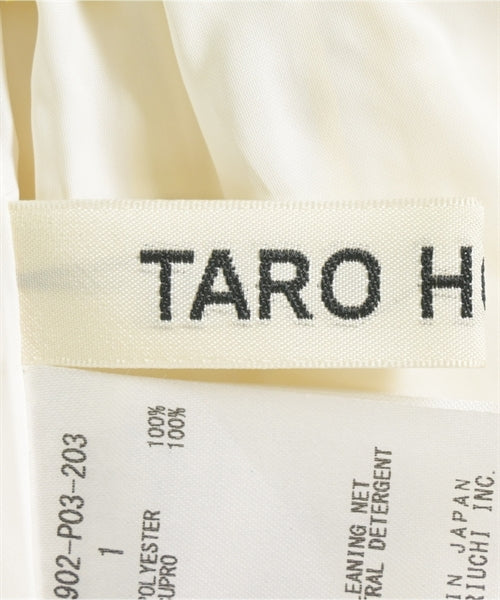 TARO H
902-P03-203
1
100%
100%
POLYESTER
CUPRO
LEANING NET
RAL DETERGENT
IN JAPAN
RIUCHI INC.